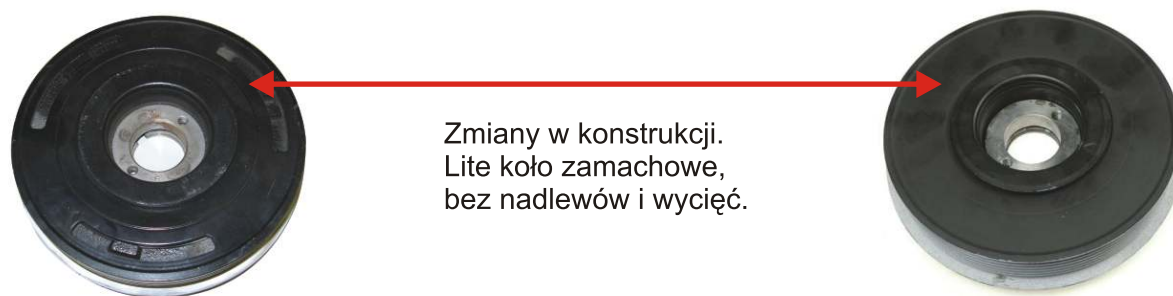 Zmiany w konstrukcji.
Lite koło zamachowe,
bez nadlewów i wycięć.